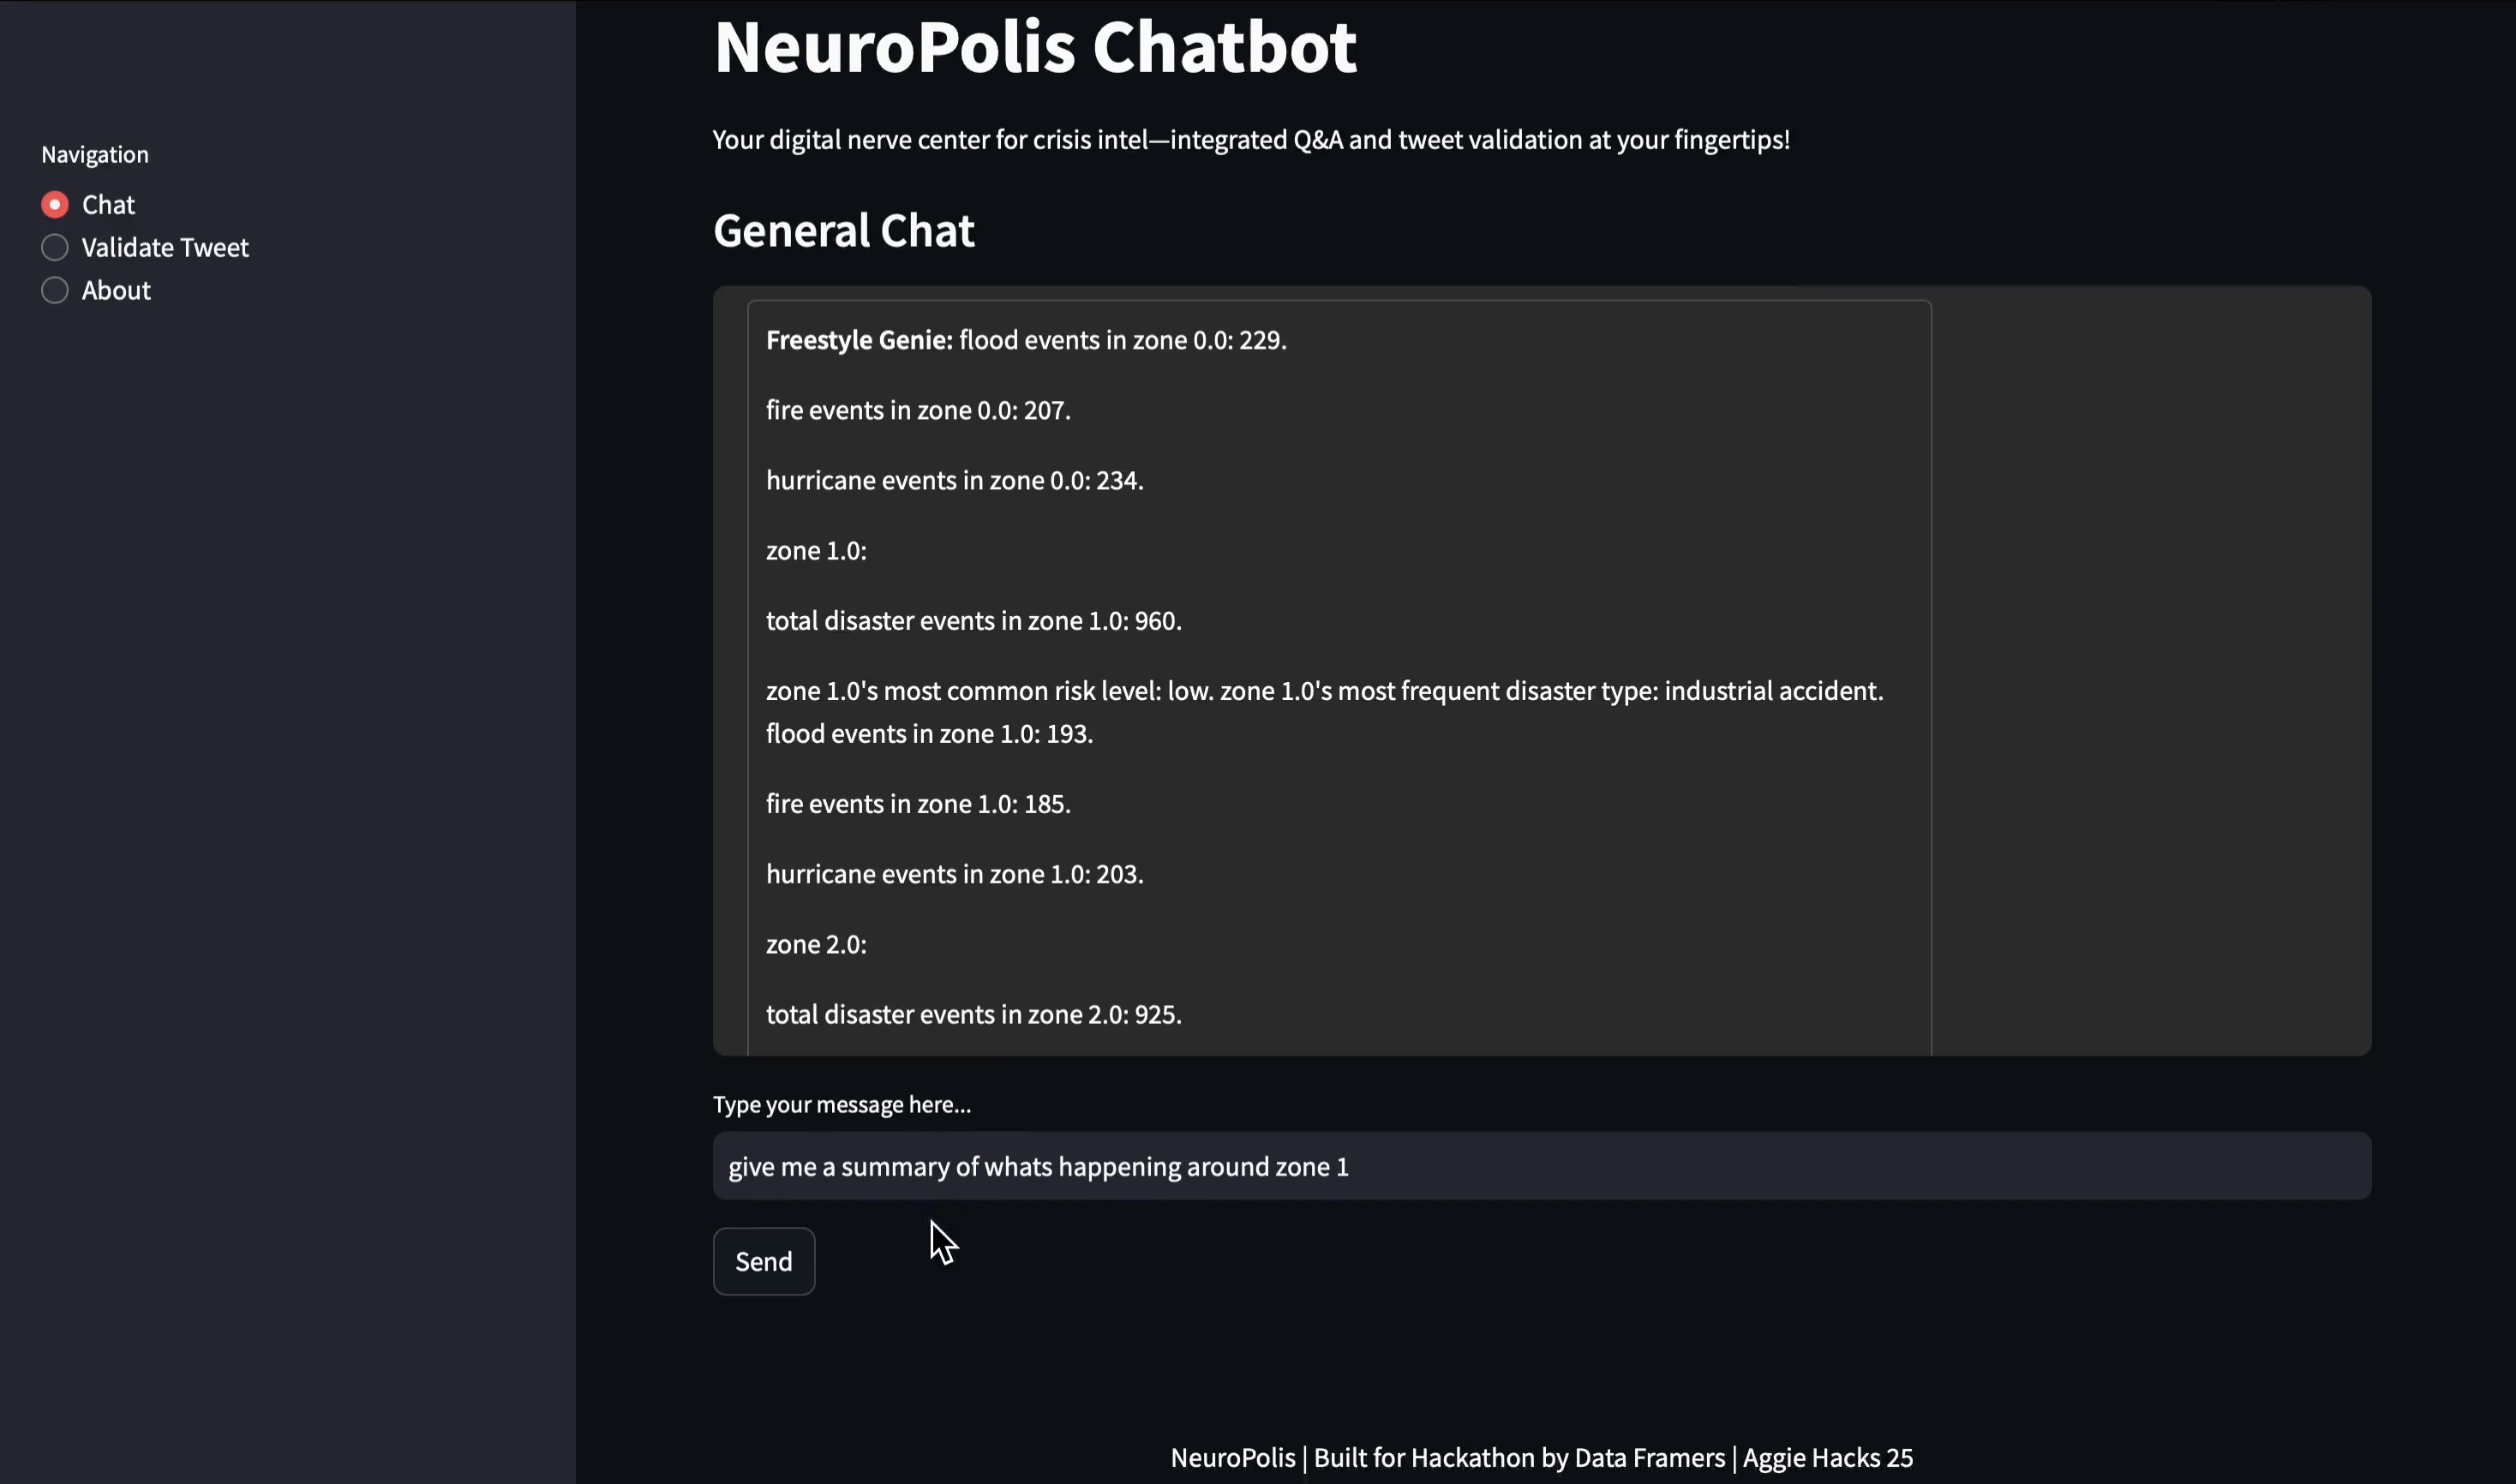 NeuroPolis Chatbot
Your digital nerve center for crisis intel—integrated Q&A and tweet validation at your fingertips!
Navigation
Chat
Validate Tweet
About
General Chat
Freestyle Genie: flood events in zone 0.0: 229.
fire events in zone 0.0: 207.
hurricane events in zone 0.0: 234.
zone 1.0:
total disaster events in zone 1.0: 960.
zone 1.0's most common risk level: low. zone 1.0's most frequent disaster type: industrial accident.
flood events in zone 1.0: 193.
fire events in zone 1.0: 185.
hurricane events in zone 1.0: 203.
zone 2.0:
total disaster events in zone 2.0: 925.
Type your message here...
give me a summary of whats happening around zone 1
Send
NeuroPolis | Built for Hackathon by Data Framers | Aggie Hacks 25